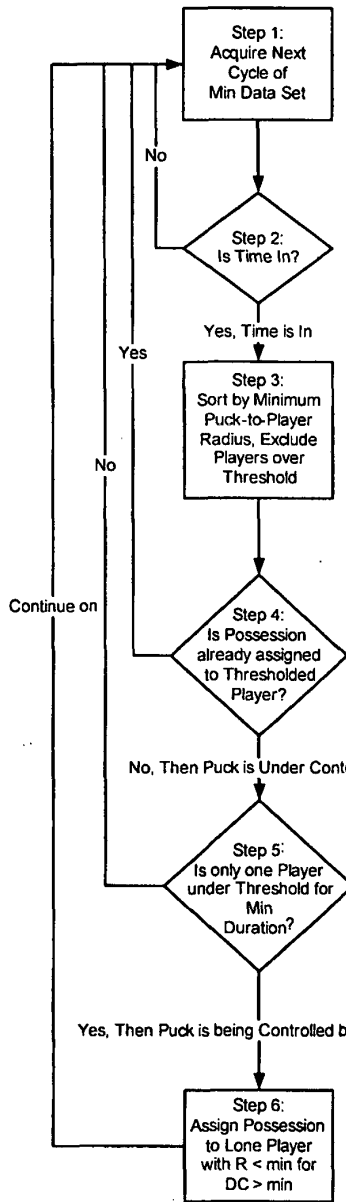 Step 1:
Acquire Next
Cycle of
Min Data Set
No
Step 2:
Is Time In?
Yes
Yes, Time is In
Step 3:
Sort by Minimum
Puck-to-Player
Radius, Exclude
Players over
Threshold
No
Continue on
Step 4:
Is Possession
already assigned
to Thresholded
Player?
No, Then Puck is Under
Step 5:
Is only one Player
under Threshold for
Min
Duration?
Yes, Then Puck is being Controlled
Step 6:
Assign Possession
to Lone Player
with R < min for
DC > min